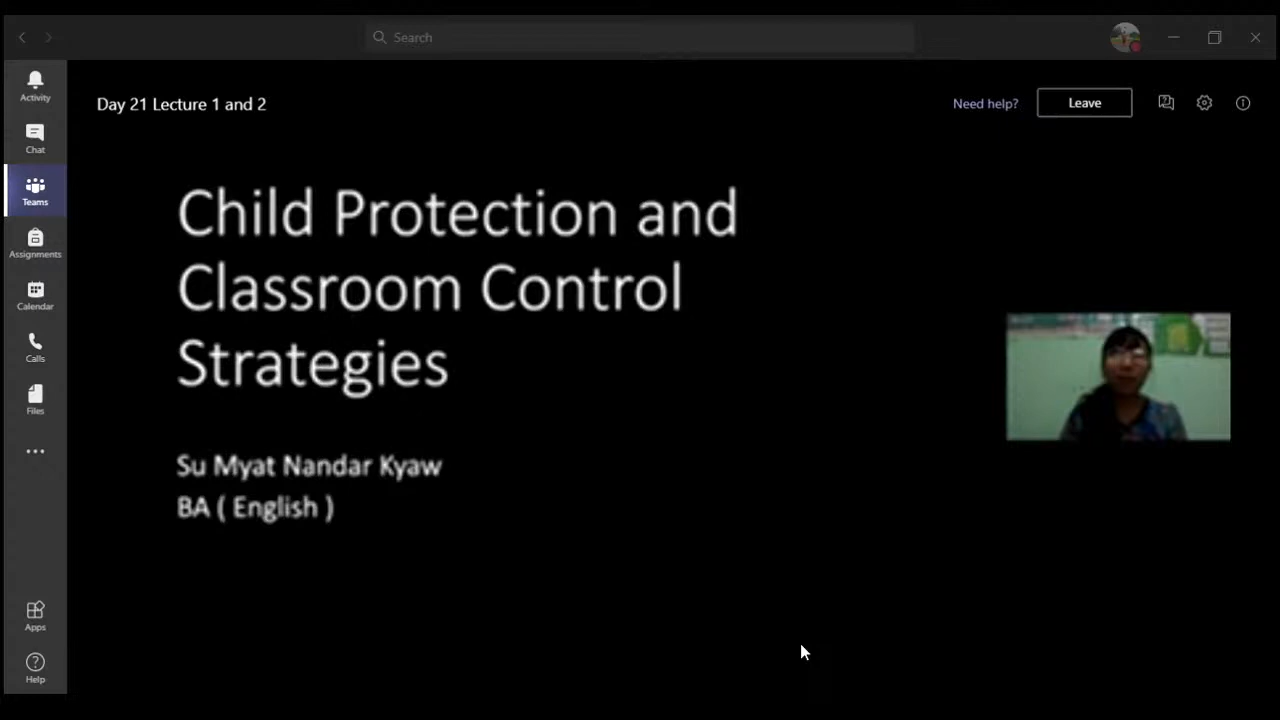 Search
Activity
Chat
Teams
Assignments
Calendar
Calls
Files
Apps
Help
Day 21 Lecture 1 and 2
Need help?
Leave
Child Protection and
Classroom Control
Strategies
Su Myat Nandar Kyaw
BA ( English )